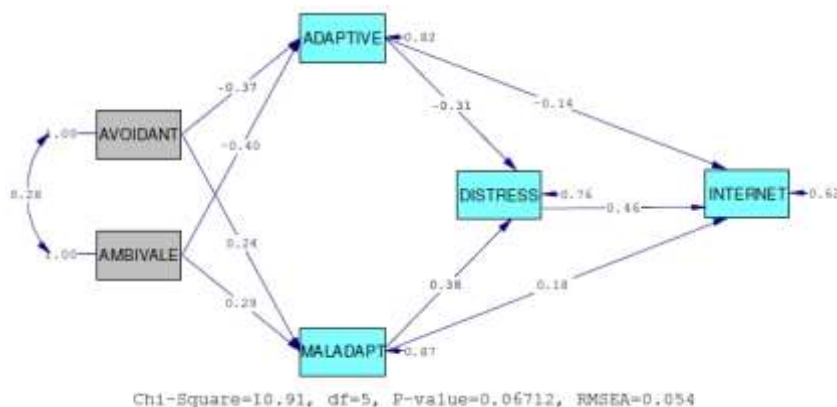 ADAPTIVE
0.82
-0.37
-0.31
-0.14
AVOIDANT
1.00
-0.40
0.28
DISTRESS
0.76
INTERNET
0.62
0.46
AMBIVALE
1.00
0.24
0.38
0.18
0.29
MALADAPT
0.87
Chi-Square=10.91, df=5, P-value=0.06712, RMSEA=0.054